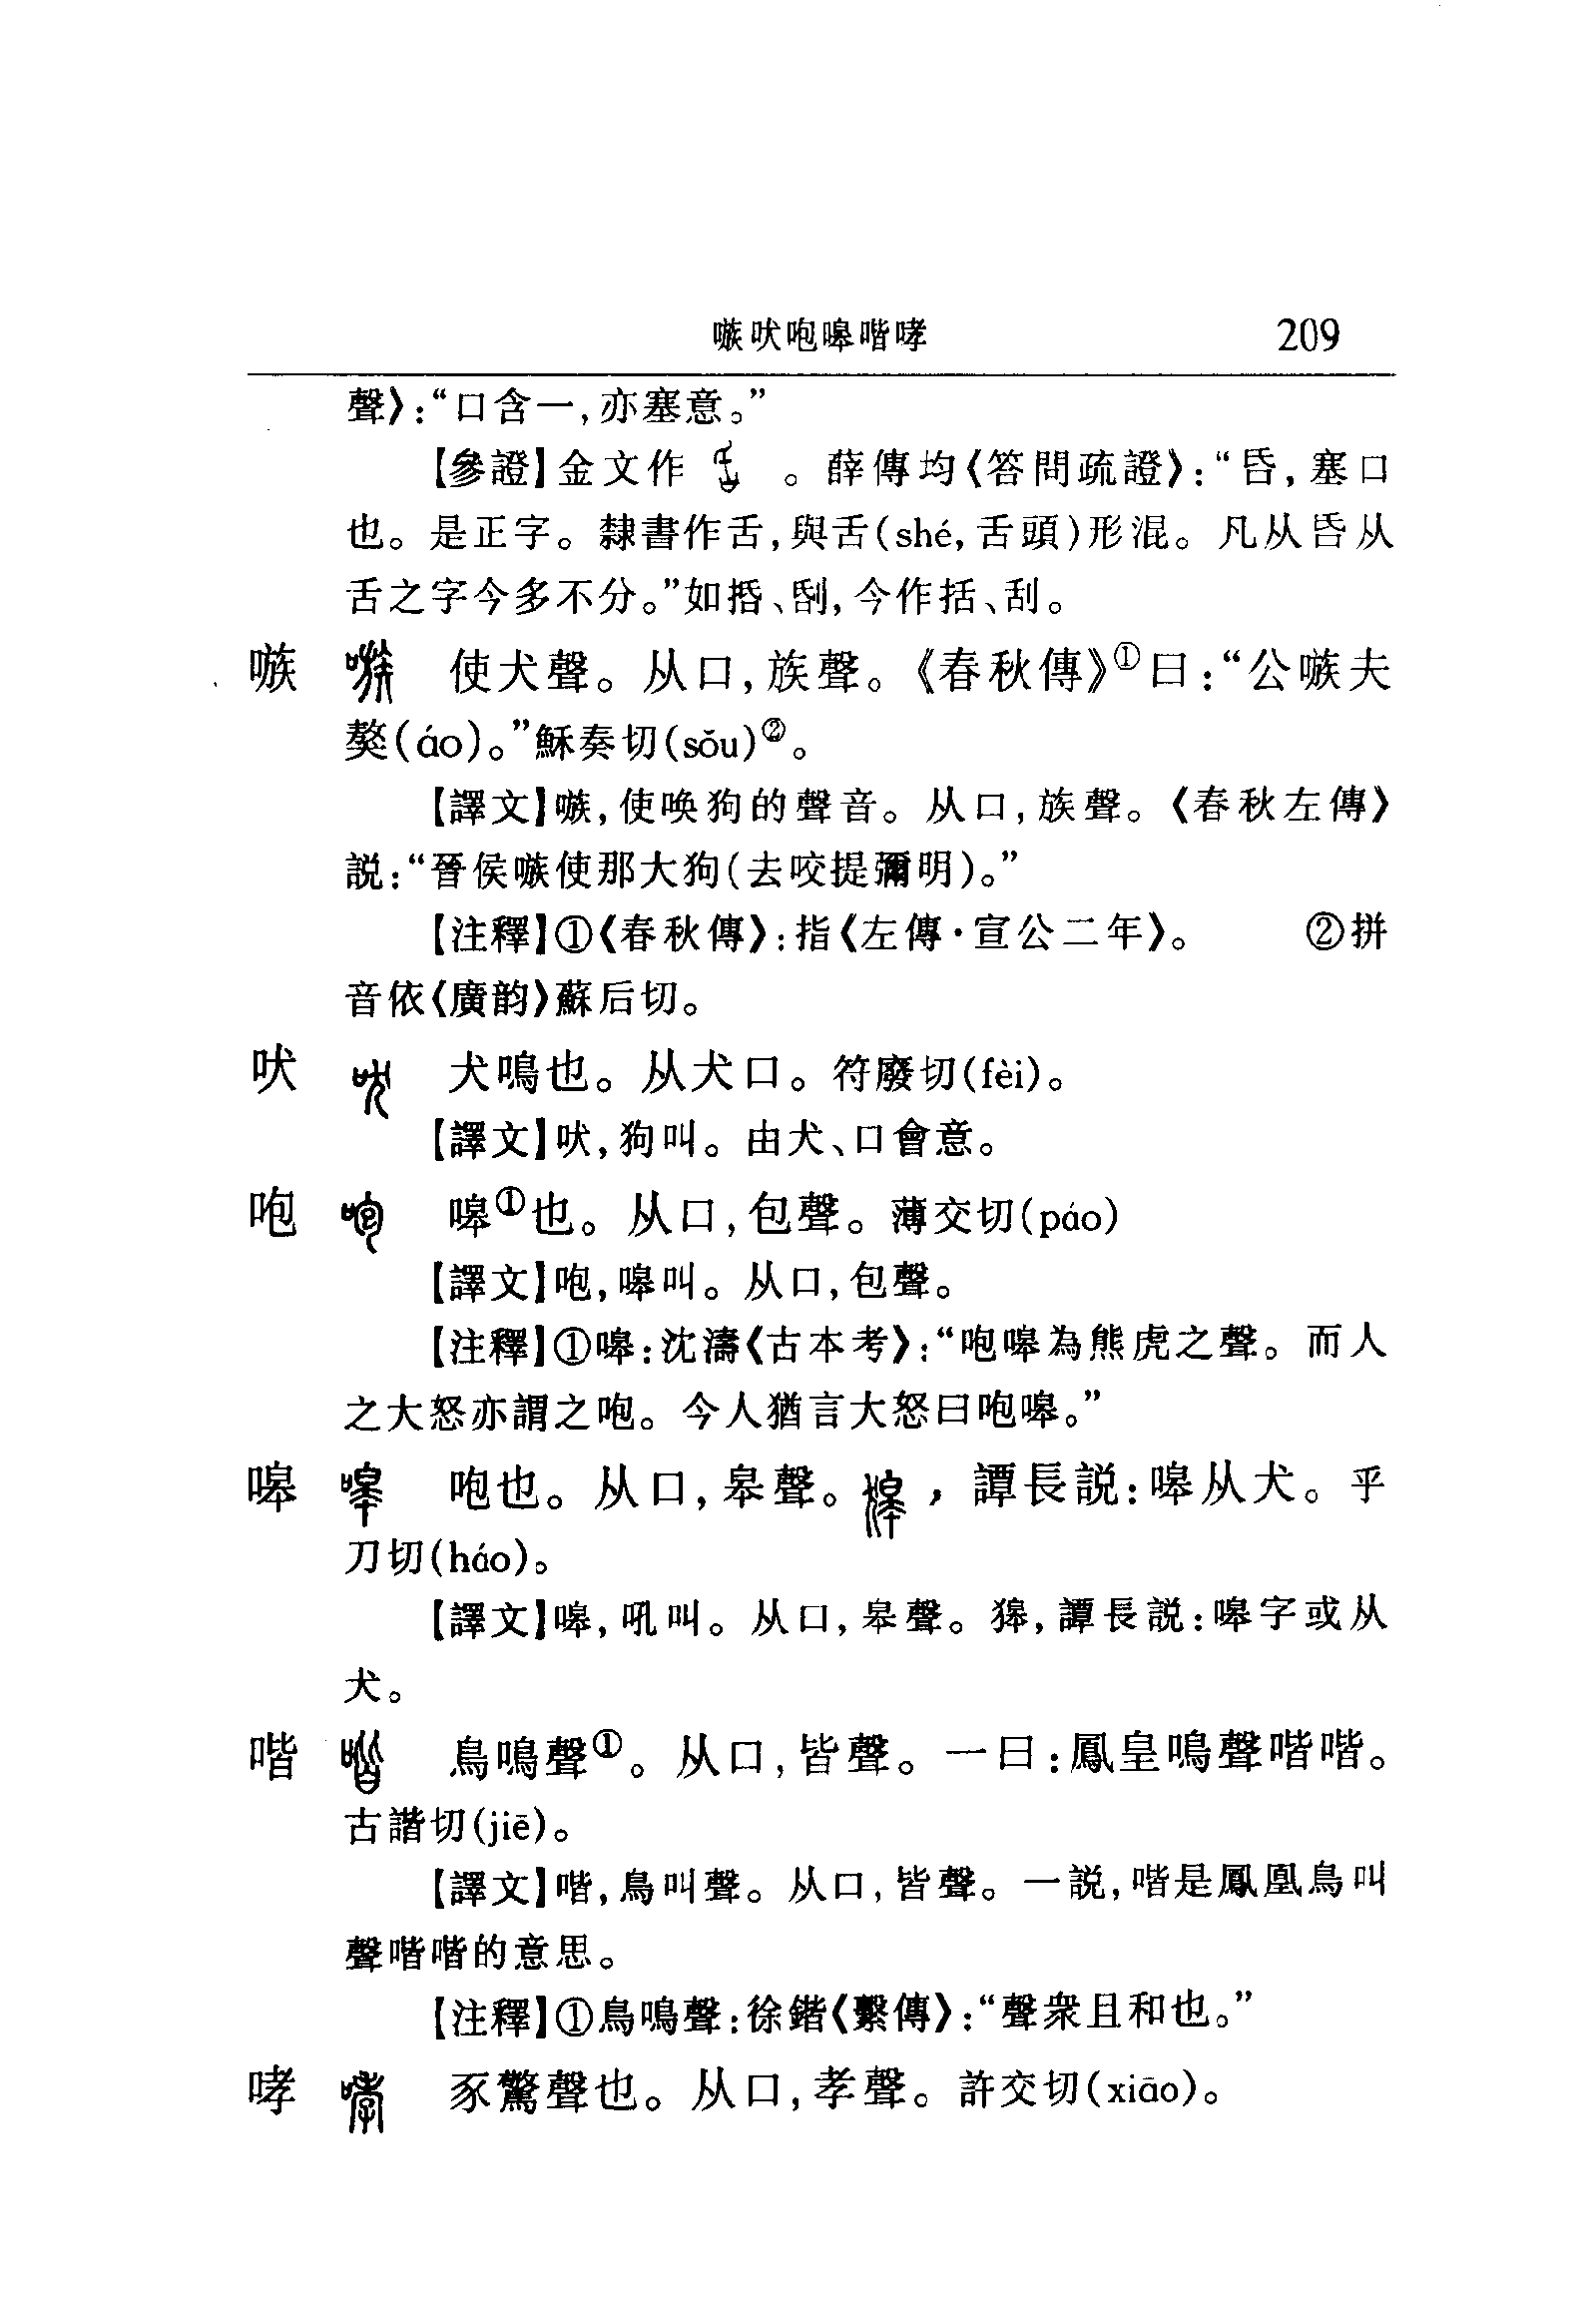 嗾吠咆嘷喈哮 209
聲〉：“口含一，亦塞意。”
【參證】金文作 。薛傳均〈答問疏證〉：“昏，塞口
也。是正字。隸書作舌，與舌(shé，舌頭)形混。凡从昏从
舌之字今多不分。”如㨆、㓤，今作括、刮。
嗾 使犬聲。从口，族聲。《春秋傳》①曰：“公嗾夫
獒(áo)。”穌奏切(sǒu)②。
【譯文】嗾，使唤狗的聲音。从口，族聲。〈春秋左傳〉
説：“晉侯嗾使那大狗(去咬提彌明)。”
【注釋】①〈春秋傳〉：指〈左傳·宣公二年〉。 ②拼
音依〈廣韵〉蘇后切。
吠 犬鳴也。从犬口。符廢切(fèi)。
【譯文】吠，狗叫。由犬、口會意。
咆 嘷①也。从口，包聲。薄交切(páo)
【譯文】咆，嘷叫。从口，包聲。
【注釋】①嘷：沈濤〈古本考〉：“咆嘷為熊虎之聲。而人
之大怒亦謂之咆。今人猶言大怒曰咆嘷。”
嘷 咆也。从口，皋聲。獋，譚長説：嘷从犬。乎
刀切(háo)。
【譯文】嘷，吼叫。从口，皋聲。獋，譚長説：嘷字或从
犬。
喈 鳥鳴聲①。从口，皆聲。一曰：鳳皇鳴聲喈喈。
古諧切(jiē)。
【譯文】喈，鳥叫聲。从口，皆聲。一説，喈是鳳凰鳥叫
聲喈喈的意思。
【注釋】①鳥鳴聲：徐鍇〈繫傳〉：“聲衆且和也。”
哮 豕驚聲也。从口，孝聲。許交切(xiāo)。